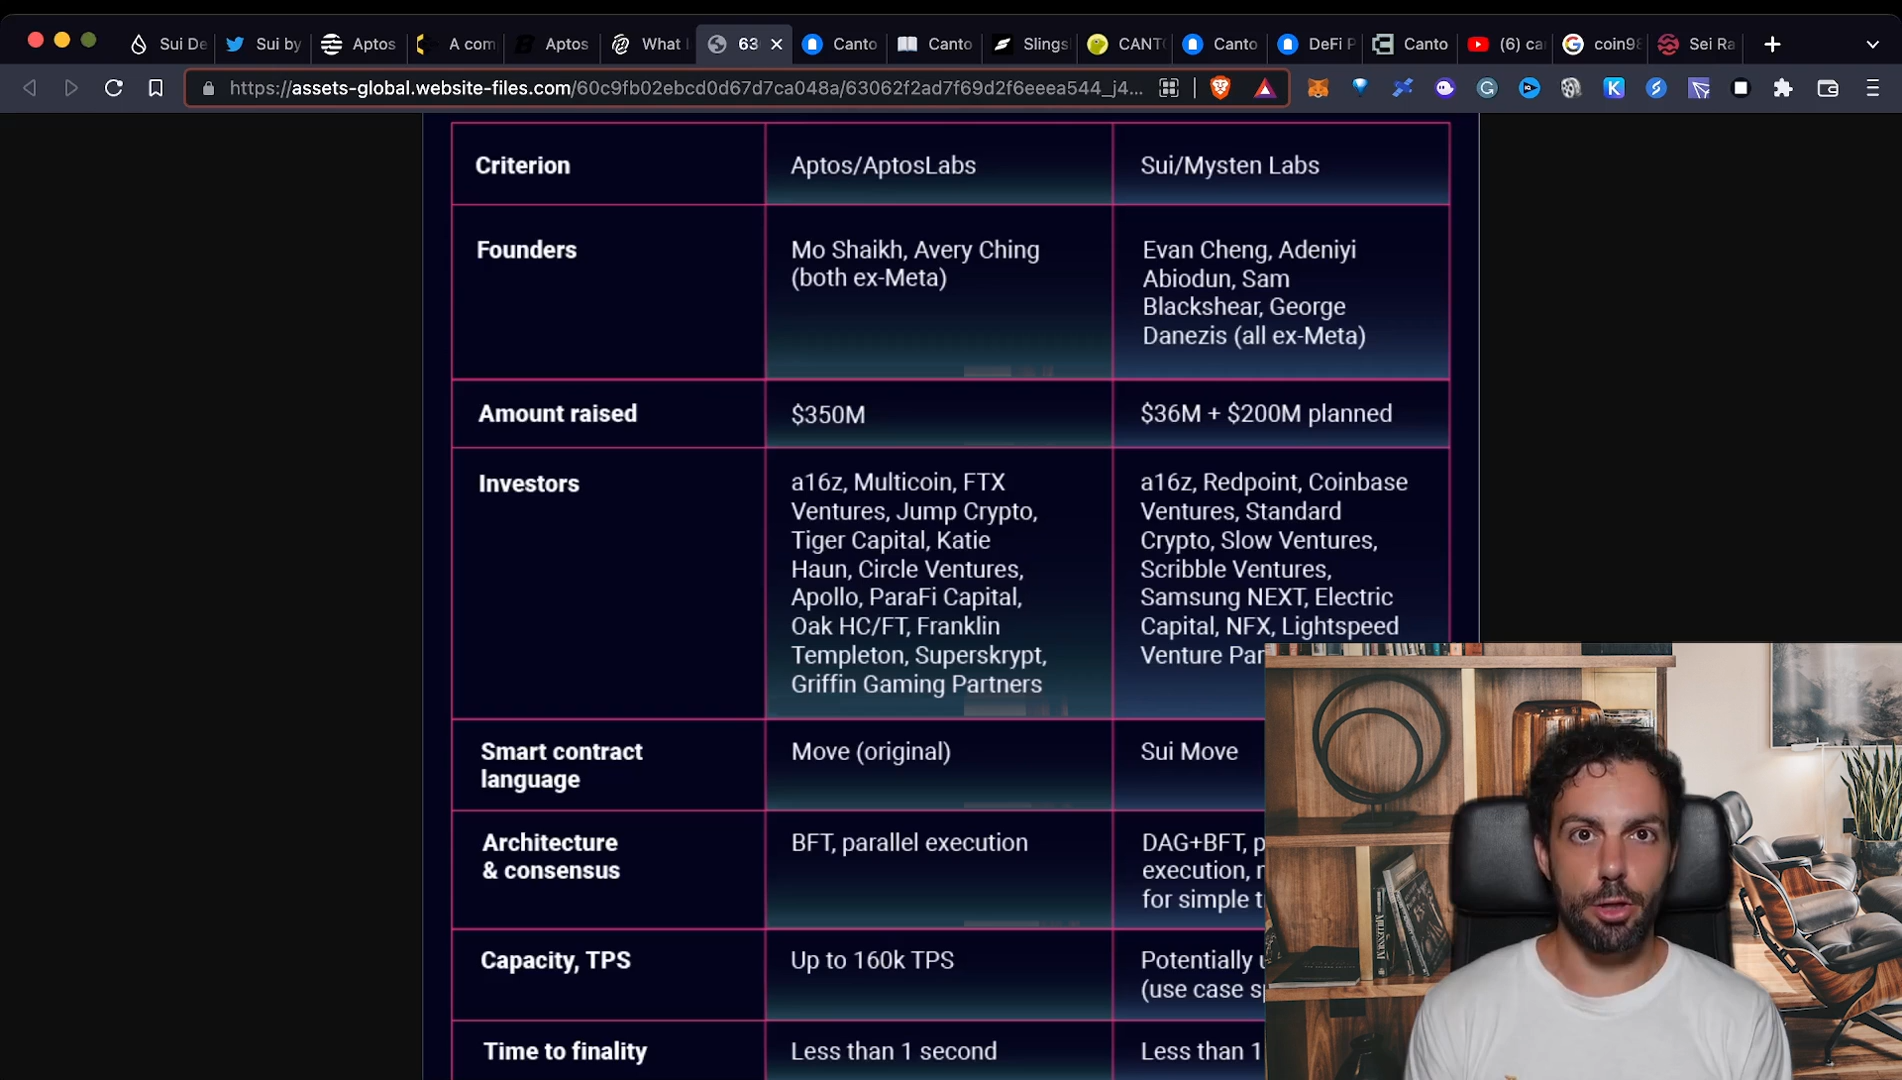 Sui De
Sui by
Aptos
A com
Aptos
What I
63
Canto
Canto
Slings
CANTO
Canto
DeFi P
Canto
(6) ca
coin98
Sei Ra
https://assets-global.website-files.com/60c9fb02ebcd0d67d7ca048a/63062f2ad7f69d2f6eeea544_j4...
Criterion
Aptos/AptosLabs
Sui/Mysten Labs
Founders
Mo Shaikh, Avery Ching
(both ex-Meta)
Evan Cheng, Adeniyi
Abiodun, Sam
Blackshear, George
Danezis (all ex-Meta)
Amount raised
$350M
$36M + $200M planned
Investors
a16z, Multicoin, FTX
Ventures, Jump Crypto,
Tiger Capital, Katie
Haun, Circle Ventures,
Apollo, ParaFi Capital,
Oak HC/FT, Franklin
Templeton, Superskrypt,
Griffin Gaming Partners
a16z, Redpoint, Coinbase
Ventures, Standard
Crypto, Slow Ventures,
Scribble Ventures,
Samsung NEXT, Electric
Capital, NFX, Lightspeed
Venture Par
Smart contract
language
Move (original)
Sui Move
Architecture
& consensus
BFT, parallel execution
DAG+BFT, p
execution, n
for simple t
Capacity, TPS
Up to 160k TPS
Potentially u
(use case sp
Time to finality
Less than 1 second
Less than 1